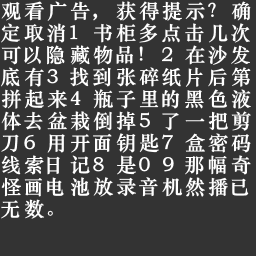 观看广告，获得提示？确
定取消1 书柜多点击几次
可以隐藏物品！2 在沙发
底有3 找到张碎纸片后第
拼起来4 瓶子里的黑色液
体去盆栽倒掉5 了一把剪
刀6 用开面钥匙7 盒密码
线索日记8 是0 9 那幅奇
怪画电池放录音机然播已
无数。